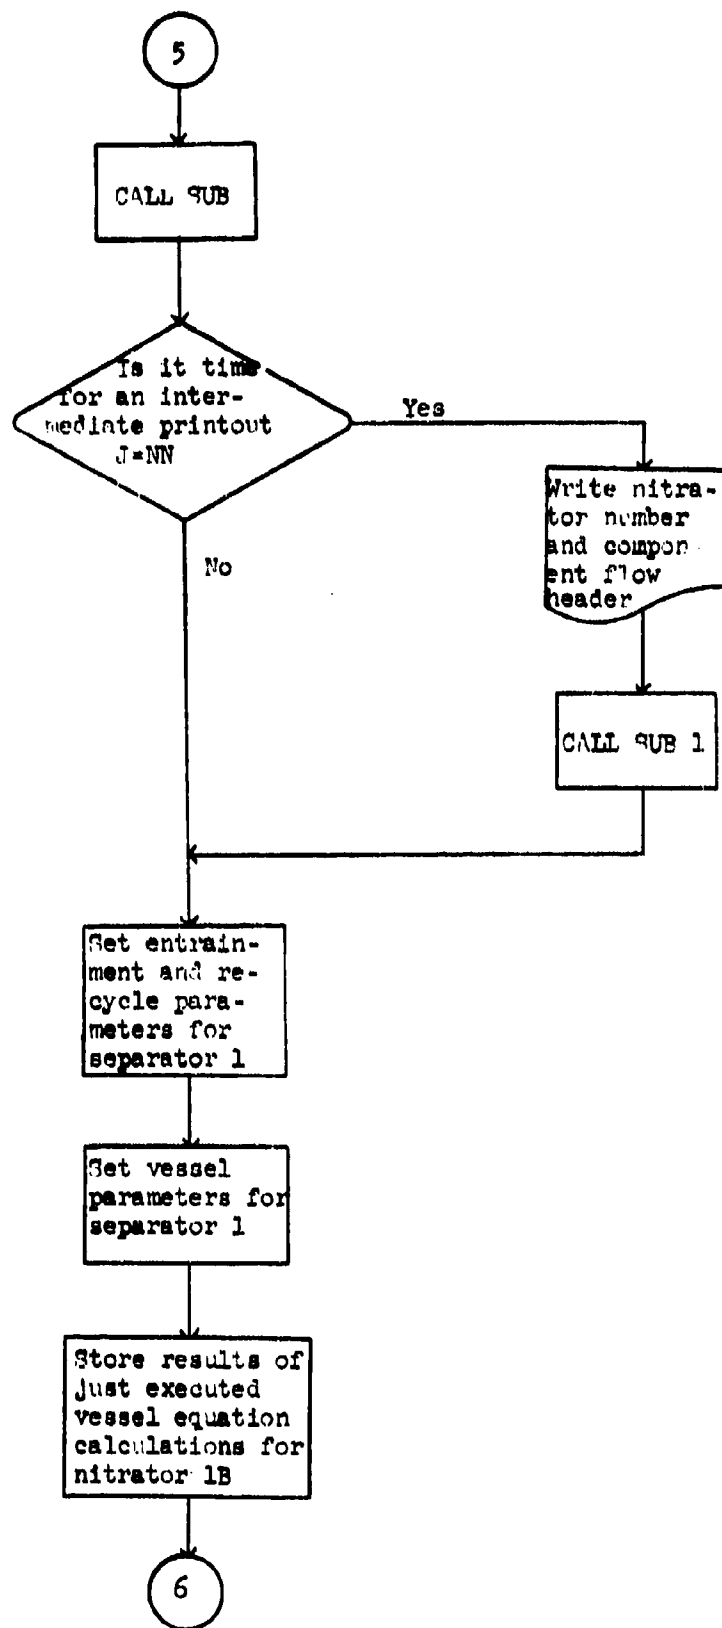 5
CALL SUB
Is it time
for an inter-
mediate printout
J=NN
Yes
No
Write nitra-
tor number
and compon
ent flow
header
CALL SUB 1
Set entrain-
ment and re-
cycle para-
meters for
separator 1
Set vessel
parameters for
separator 1
Store results of
just executed
vessel equation
calculations for
nitrator 1B
6